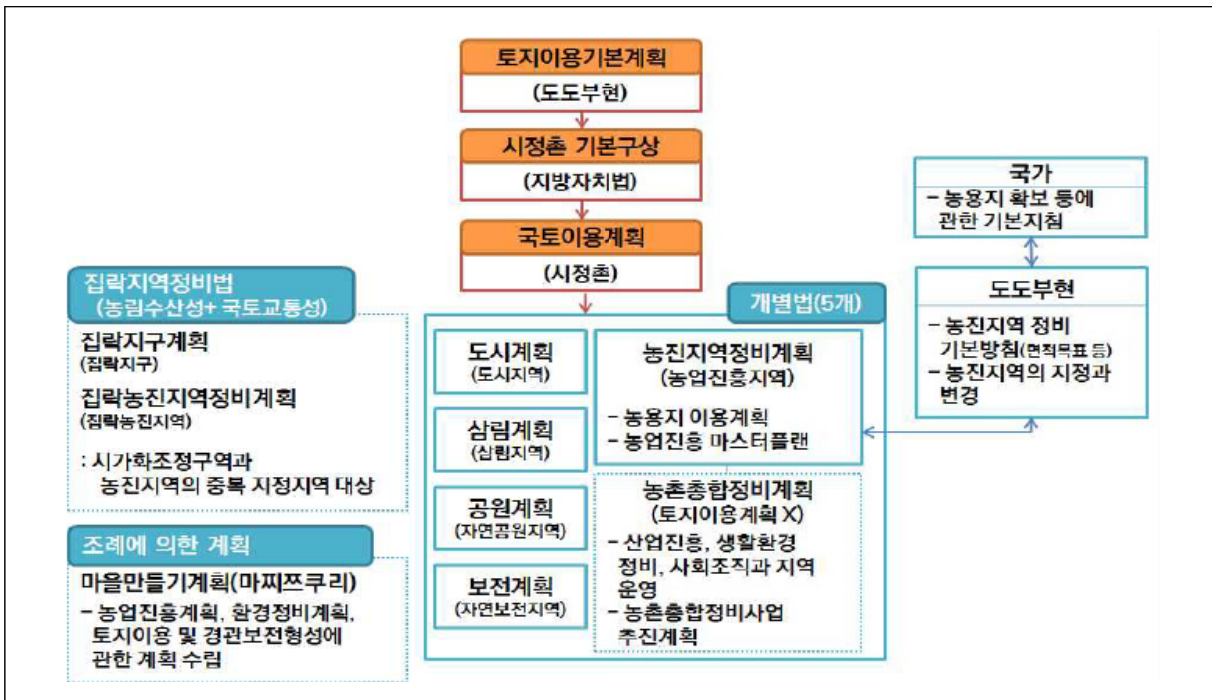 토지이용기본계획
(도도부현)
시정촌 기본구상
(지방자치법)
국토이용계획
(시정촌)
국가
- 농용지 확보 등에
관한 기본지침
도도부현
- 농진지역 정비
기본방침(면적목표 등)
- 농진지역의 지정과
변경
집락지역정비법
(농림수산성+ 국토교통성)
집락지구계획
(집락지구)
집락농진지역정비계획
(집락농진지역)
: 시가화조정구역과
농진지역의 중복 지정지역 대상
조례에 의한 계획
마을만들기계획(마찌쯔쿠리)
- 농업진흥계획, 환경정비계획,
토지이용 및 경관보전형성에
관한 계획 수립
개별법(5개)
도시계획
(도시지역)
삼림계획
(삼림지역)
공원계획
(자연공원지역)
보전계획
(자연보전지역)
농진지역정비계획
(농업진흥지역)
- 농용지 이용계획
- 농업진흥 마스터플랜
농촌종합정비계획
(토지이용계획 X)
- 산업진흥, 생활환경
정비, 사회조직과 지역
운영
- 농촌종합정비사업
추진계획